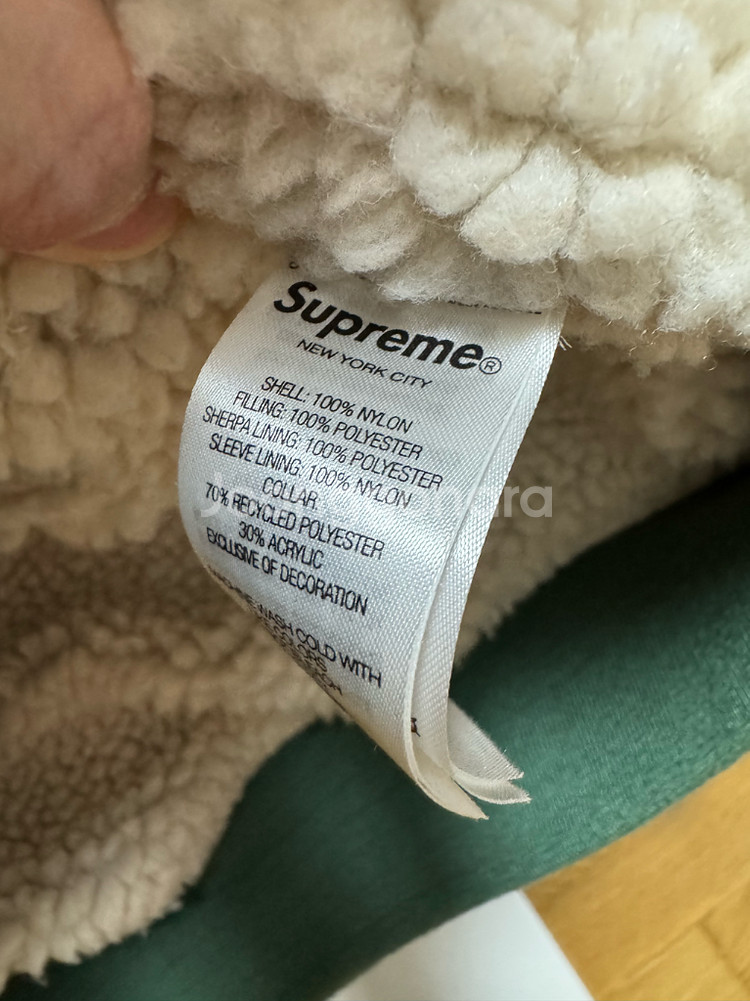 Supreme®
NEW YORK CITY
SHELL: 100% NYLON
FILLING: 100% POLYESTER
SHERPA LINING: 100% POLYESTER
SLEEVE LINING: 100% NYLON
COLLAR:
70% RECYCLED POLYESTER
30% ACRYLIC
EXCLUSIVE OF DECORATION
WASH COLD WITH